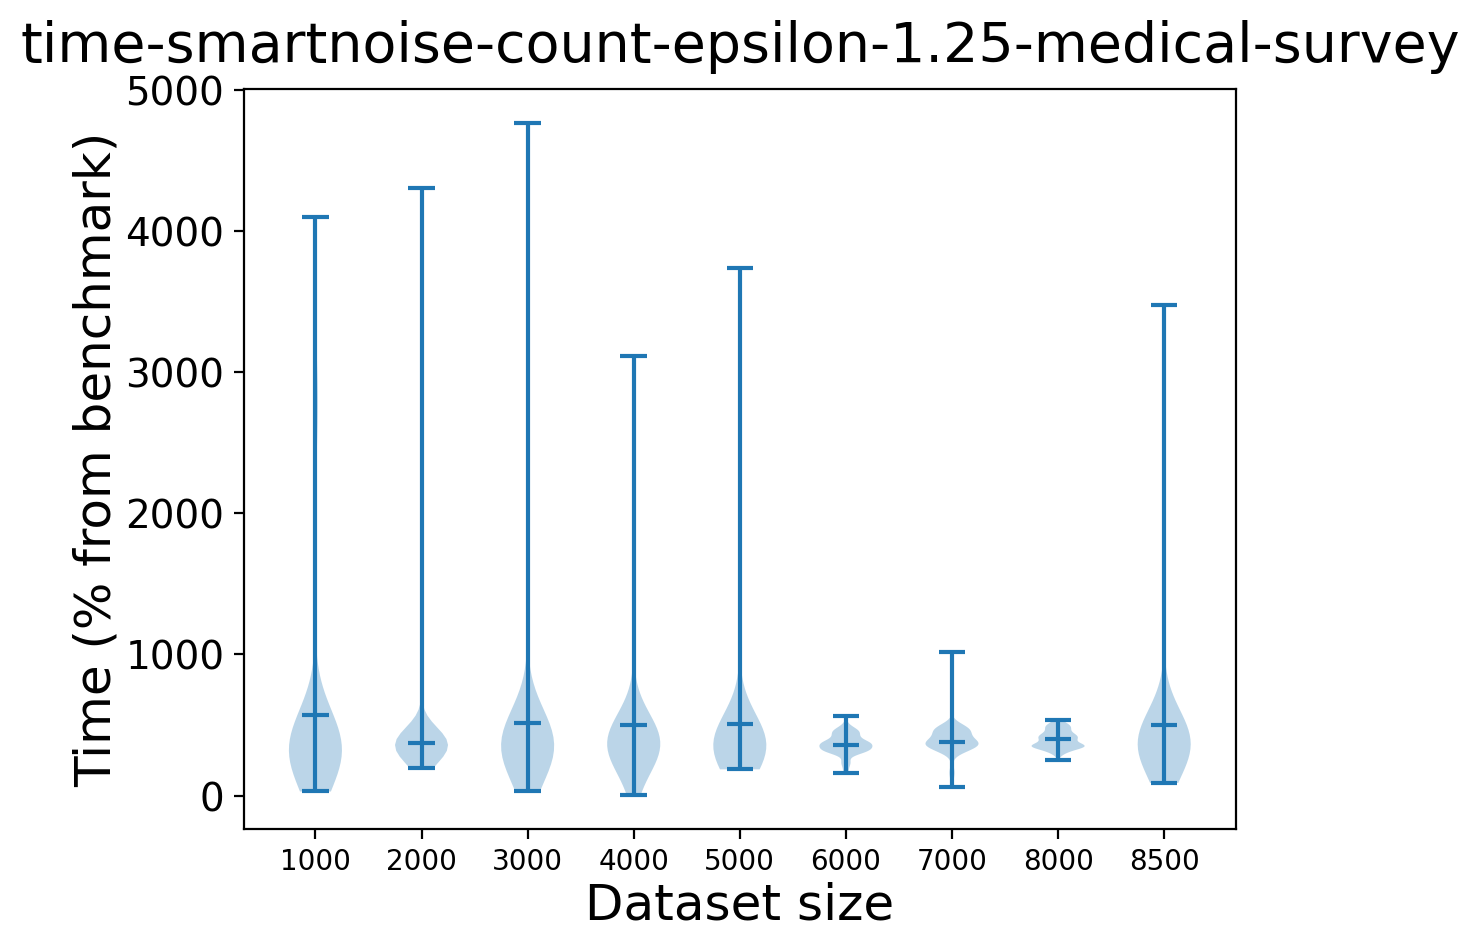 time-smartnoise-count-epsilon-1.25-medical-survey
Time (% from benchmark)
5000
4000
3000
2000
1000
0
1000 2000 3000 4000 5000 6000 7000 8000 8500
Dataset size